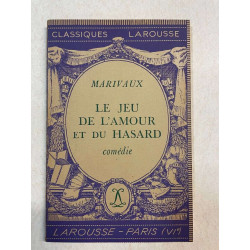 CLASSIQUES LAROUSSE
MARIVAUX
LE JEU
DE L'AMOUR
ET DU HASARD
comédie
LAROUSSE - PARIS (VIe)